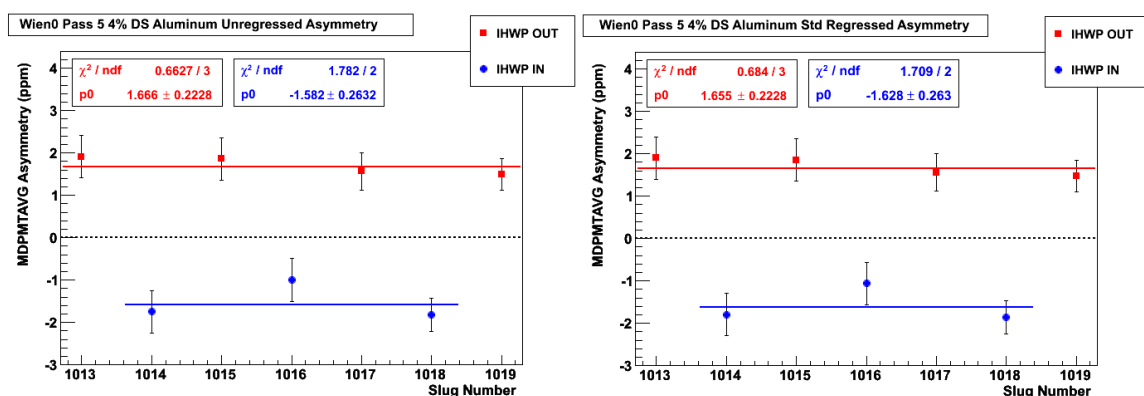 Wien0 Pass 5 4% DS Aluminum Unregressed Asymmetry
IHWP OUT
IHWP IN
χ² / ndf 0.6627 / 3
p0 1.666 ± 0.2228
χ² / ndf 1.782 / 2
p0 -1.582 ± 0.2632
MDPMTAVG Asymmetry (ppm)
4
3
2
1
0
-1
-2
-3
1013 1014 1015 1016 1017 1018 1019
Slug Number
Wien0 Pass 5 4% DS Aluminum Std Regressed Asymmetry
IHWP OUT
IHWP IN
χ² / ndf 0.684 / 3
p0 1.655 ± 0.2228
χ² / ndf 1.709 / 2
p0 -1.628 ± 0.263
MDPMTAVG Asymmetry (ppm)
4
3
2
1
0
-1
-2
-3
1013 1014 1015 1016 1017 1018 1019
Slug Number